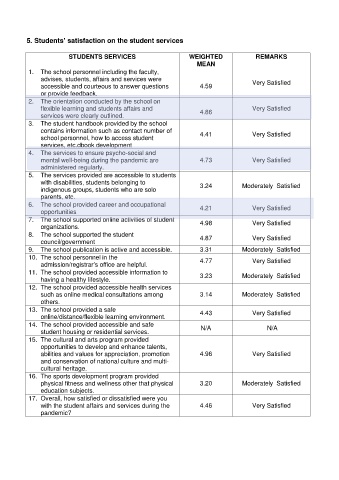 5. Students' satisfaction on the student services
STUDENTS SERVICES WEIGHTED MEAN REMARKS
1. The school personnel including the faculty,
advises, students, affairs and services were
accessible and courteous to answer questions
or provide feedback.
4.59 Very Satisfied
2. The orientation conducted by the school on
flexible learning and students affairs and
services were clearly outlined.
4.66 Very Satisfied
3. The student handbook provided by the school
contains information such as contact number of
school personnel, how to access student
services, etc.dbook development
4.41 Very Satisfied
4. The services to ensure psycho-social and
mental well-being during the pandemic are
administered regularly.
4.73 Very Satisfied
5. The services provided are accessible to students
with disabilities, students belonging to
indigenous groups, students who are solo
parents, etc.
3.24 Moderately Satisfied
6. The school provided career and occupational
opportunities
4.21 Very Satisfied
7. The school supported online activities of student
organizations.
4.98 Very Satisfied
8. The school supported the student
council/government
4.87 Very Satisfied
9. The school publication is active and accessible. 3.31 Moderately Satisfied
10. The school personnel in the
admission/registrar's office are helpful.
4.77 Very Satisfied
11. The school provided accessible information to
having a healthy lifestyle.
3.23 Moderately Satisfied
12. The school provided accessible health services
such as online medical consultations among
others.
3.14 Moderately Satisfied
13. The school provided a safe
online/distance/flexible learning environment.
4.43 Very Satisfied
14. The school provided accessible and safe
student housing or residential services.
N/A N/A
15. The cultural and arts program provided
opportunities to develop and enhance talents,
abilities and values for appreciation, promotion
and conservation of national culture and multi-
cultural heritage.
4.96 Very Satisfied
16. The sports development program provided
physical fitness and wellness other that physical
education subjects.
3.20 Moderately Satisfied
17. Overall, how satisfied or dissatisfied were you
with the student affairs and services during the
pandemic?
4.46 Very Satisfied